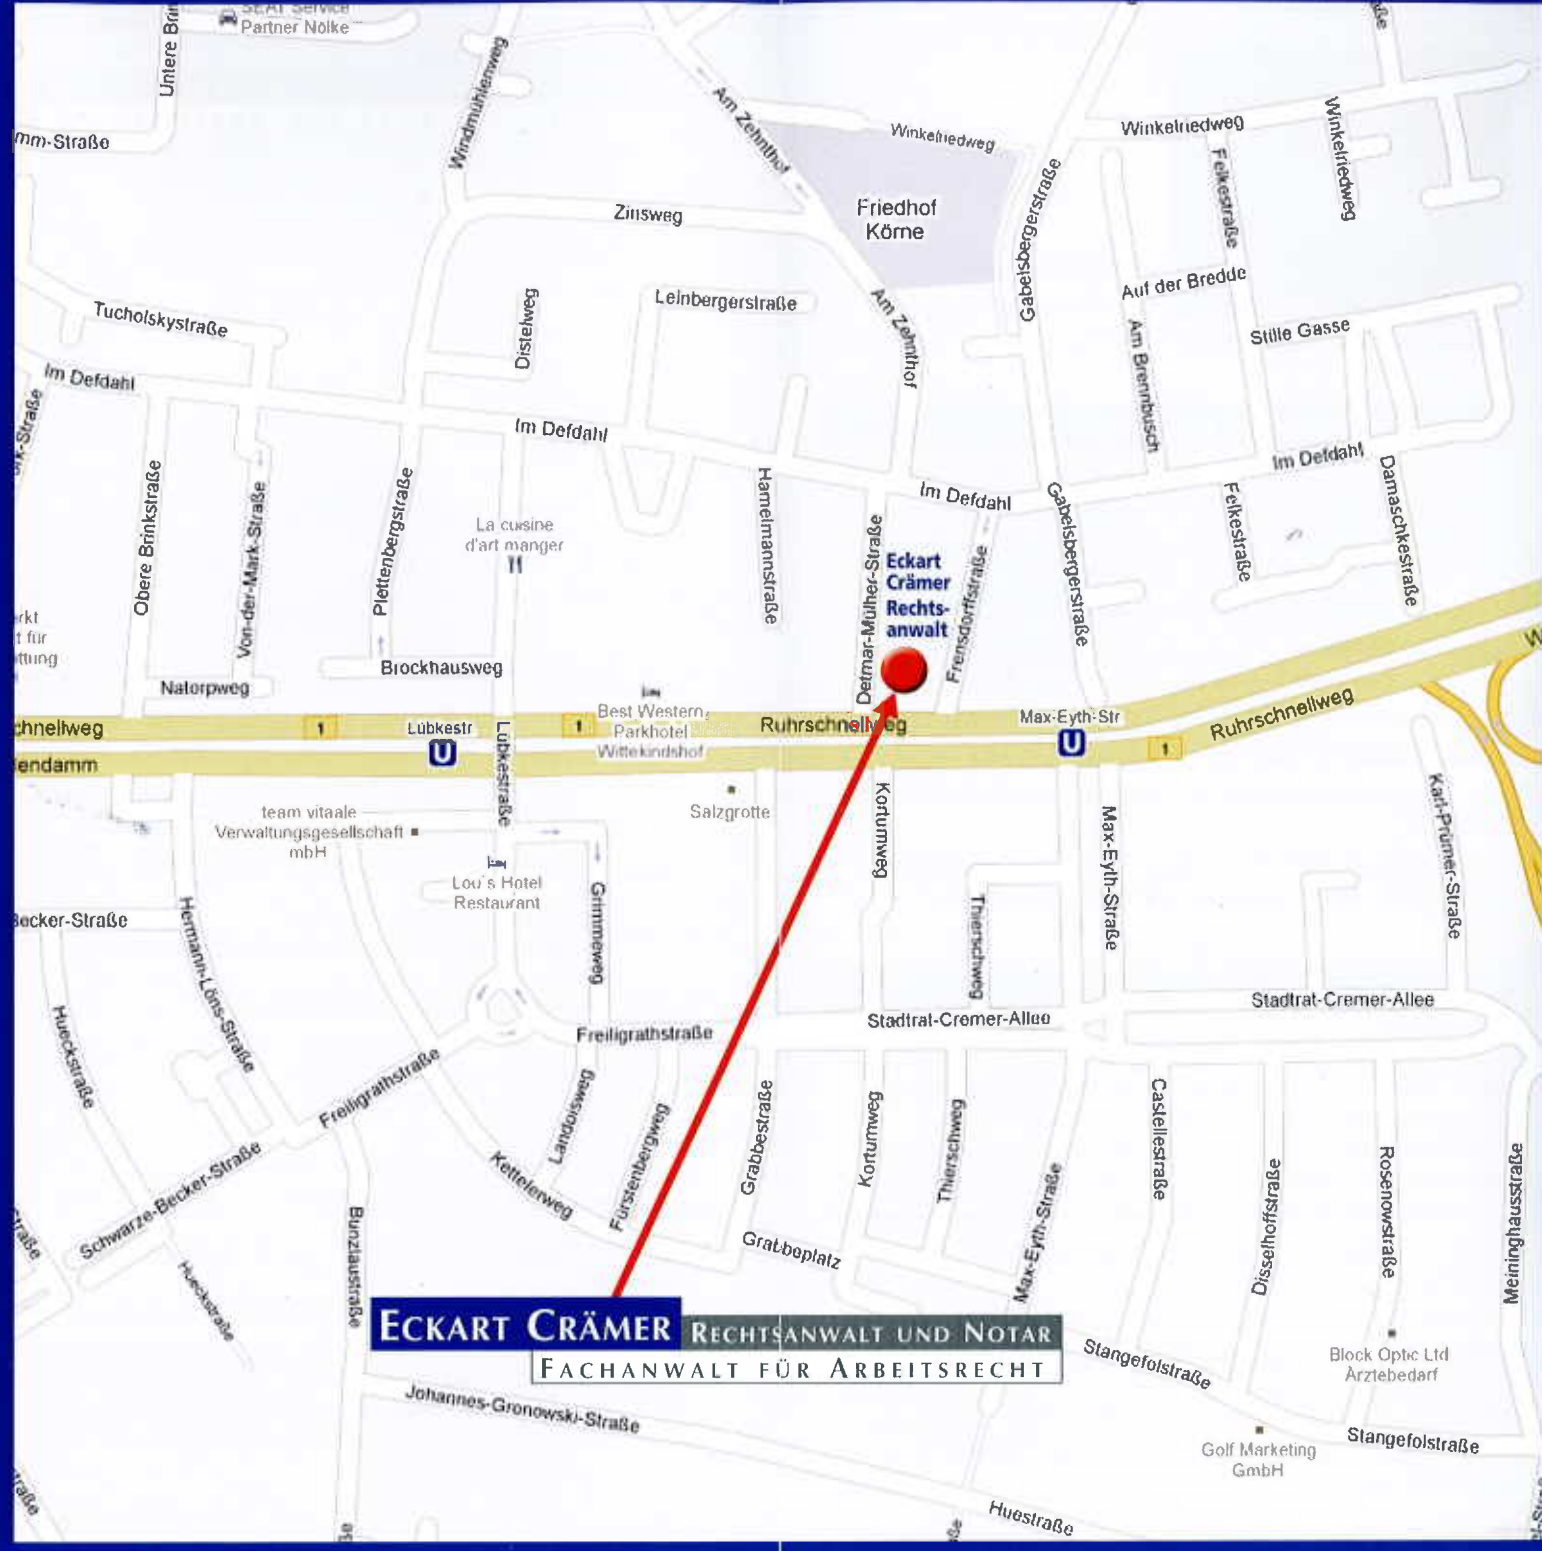 SEAT Service
Partner Nölke
Untere Brin
mm-Straße
Windmühlenweg
Am Zehnthof
Winkelriedweg
Winkelriedweg
Winkelriedweg
Felkestraße
Friedhof
Körne
Gabelsbergerstraße
Zinsweg
Auf der Bredde
Leinbergerstraße
Distelweg
Am Zehnthof
Tucholskystraße
Am Brennbusch
Stille Gasse
Im Defdahl
Im Defdahl
Im Defdahl
Im Defdahl
Obere Brinkstraße
Von-der-Mark-Straße
Plettenbergstraße
La cuisine
d'art manger
Hamelmannstraße
Detmar-Mülher-Straße
Eckart
Crämer
Rechts-
anwalt
Frensdorffstraße
Gabelsbergerstraße
Felkestraße
Damaschkestraße
rkt
t für
ttung
Natorpweg
Brockhausweg
Best Western
Parkhotel
Wittekindshof
chnellweg
1
Lübkestr
U
1
Ruhrschnellweg
Max-Eyth-Str
U
1
Ruhrschnellweg
W
lendamm
Lübkestraße
Salzgrotte
team vitaale
Verwaltungsgesellschaft
mbH
Lou's Hotel
Restaurant
Kortumweg
Max-Eyth-Straße
Karl-Prümer-Straße
Becker-Straße
Hermann-Löns-Straße
Grimmeweg
Thierschweg
Hueckstraße
Freiligrathstraße
Stadtrat-Cremer-Allee
Stadtrat-Cremer-Allee
Freiligrathstraße
Landoisweg
Fürstenbergweg
Grabbestraße
Kortumweg
Thierschweg
Castellestraße
Schwarze-Becker-Straße
Kettelerweg
Max-Eyth-Straße
Disselhoffstraße
Rosenowstraße
Meininghausstraße
Straße
Hueckstraße
Bunzlaustraße
Grabbeplatz
ECKART CRÄMER RECHTSANWALT UND NOTAR
FACHANWALT FÜR ARBEITSRECHT
Stangefolstraße
Block Optic Ltd
Ärztebedarf
Johannes-Gronowski-Straße
Golf Marketing
GmbH
Stangefolstraße
Huestraße